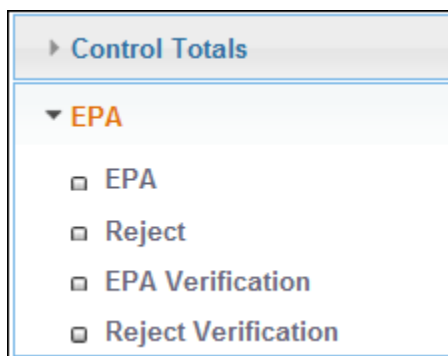 Control Totals
EPA
EPA
Reject
EPA Verification
Reject Verification